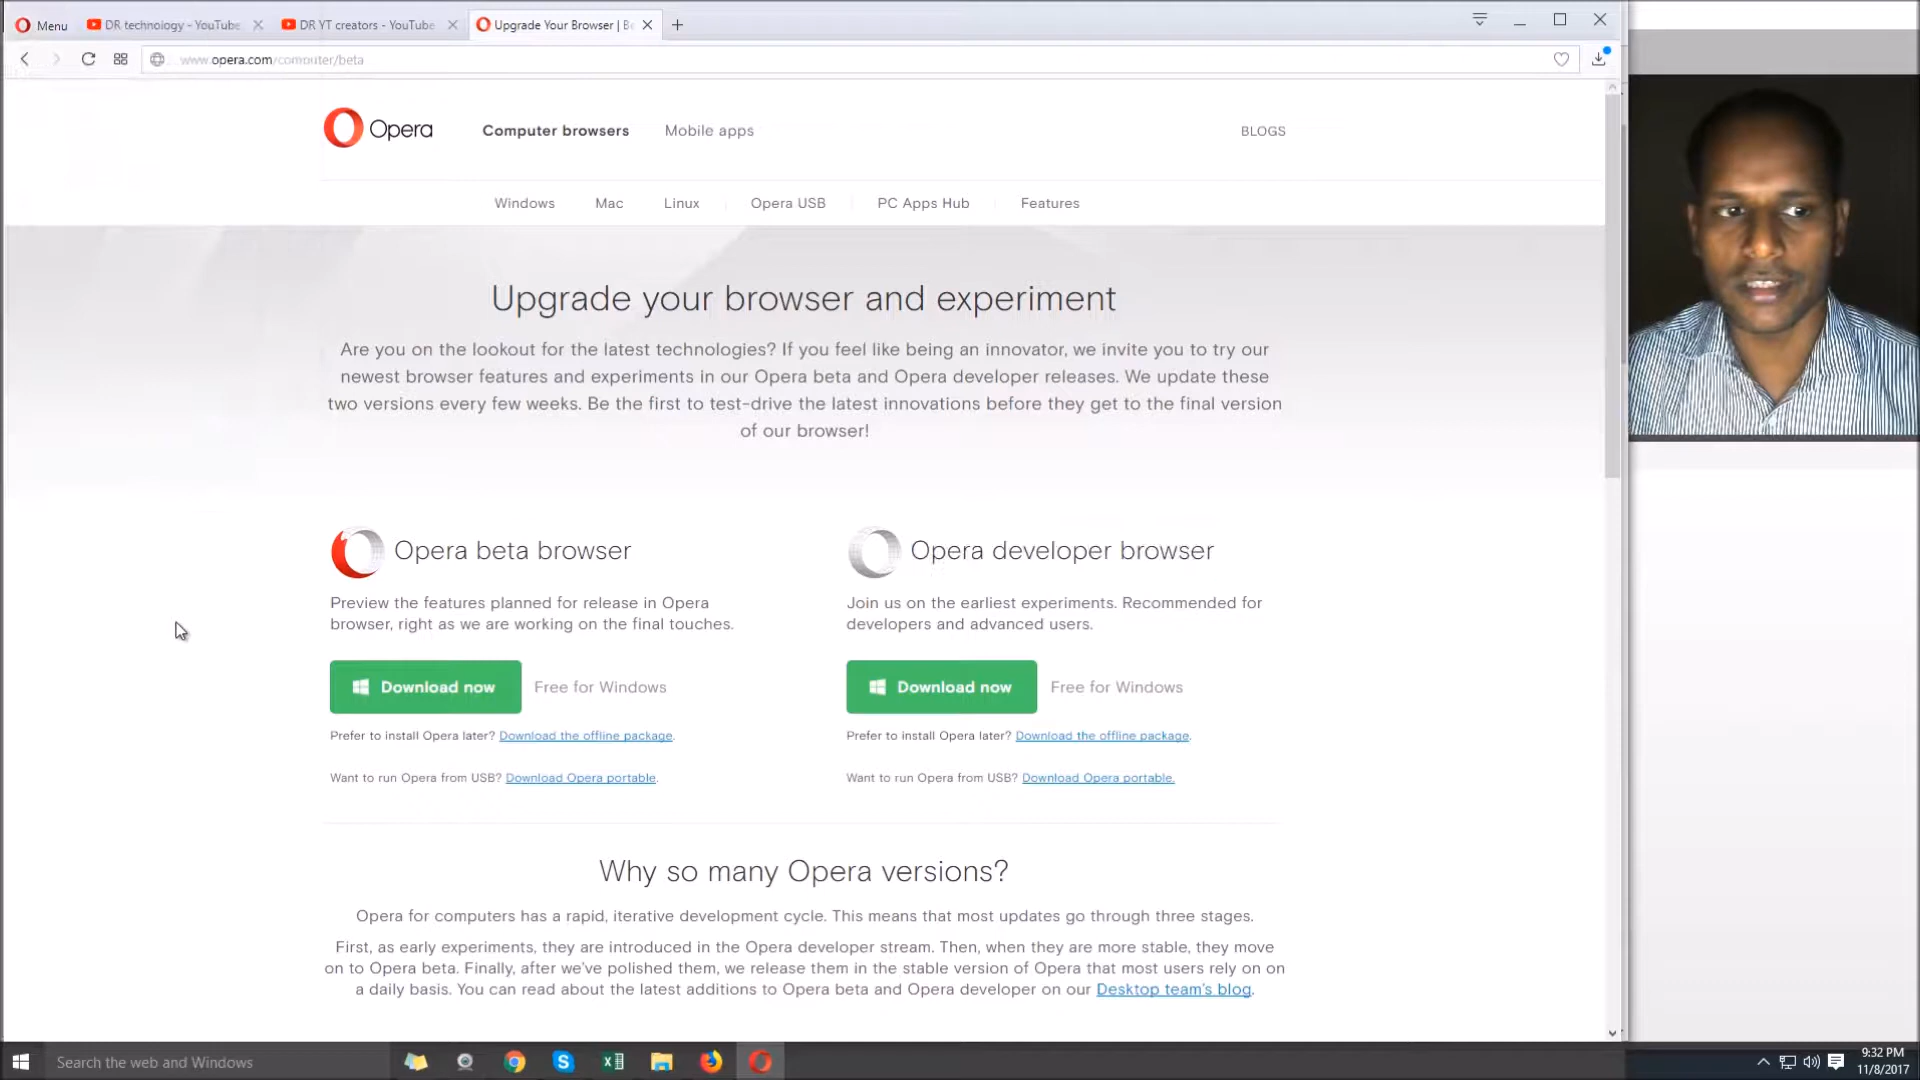 Menu
DR technology - YouTube
DR YT creators - YouTube
Upgrade Your Browser | Be
www.opera.com/computer/beta
Opera
Computer browsers
Mobile apps
BLOGS
Windows
Mac
Linux
Opera USB
PC Apps Hub
Features
Upgrade your browser and experiment
Are you on the lookout for the latest technologies? If you feel like being an innovator, we invite you to try our
newest browser features and experiments in our Opera beta and Opera developer releases. We update these
two versions every few weeks. Be the first to test-drive the latest innovations before they get to the final version
of our browser!
Opera beta browser
Preview the features planned for release in Opera
browser, right as we are working on the final touches.
Download now
Free for Windows
Prefer to install Opera later? Download the offline package.
Want to run Opera from USB? Download Opera portable.
Opera developer browser
Join us on the earliest experiments. Recommended for
developers and advanced users.
Download now
Free for Windows
Prefer to install Opera later? Download the offline package.
Want to run Opera from USB? Download Opera portable.
Why so many Opera versions?
Opera for computers has a rapid, iterative development cycle. This means that most updates go through three stages.
First, as early experiments, they are introduced in the Opera developer stream. Then, when they are more stable, they move
on to Opera beta. Finally, after we've polished them, we release them in the stable version of Opera that most users rely on on
a daily basis. You can read about the latest additions to Opera beta and Opera developer on our Desktop team's blog.
Search the web and Windows
9:32 PM
11/8/2017